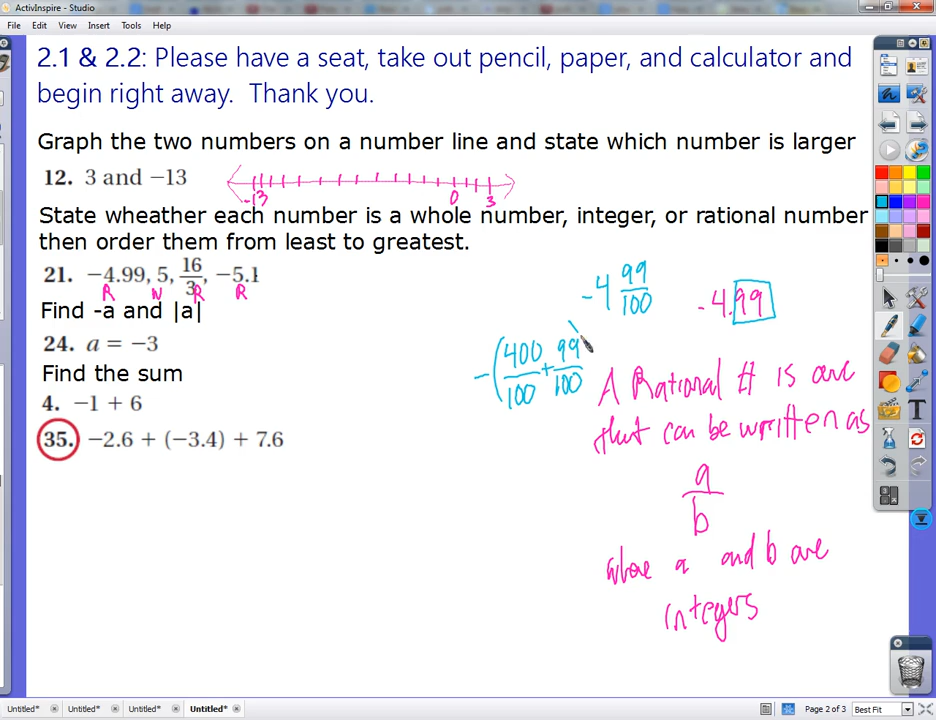 ActivInspire - Studio
File Edit View Insert Tools Help
2.1 & 2.2: Please have a seat, take out pencil, paper, and calculator and
begin right away. Thank you.
Graph the two numbers on a number line and state which number is larger
12. 3 and −13
-13 0 3
State wheather each number is a whole number, integer, or rational number
then order them from least to greatest.
21. −4.99, 5, 16/3, −5.1
R W R R
Find -a and |a|
24. a = −3
Find the sum
4. −1 + 6
35. −2.6 + (−3.4) + 7.6
-4 99/100
-4.99
-(400/100 + 99/100
A Rational # is one
that can be written as
a/b
where a and b are
integers
Untitled* Untitled* Untitled* Untitled* Page 2 of 3 Best Fit